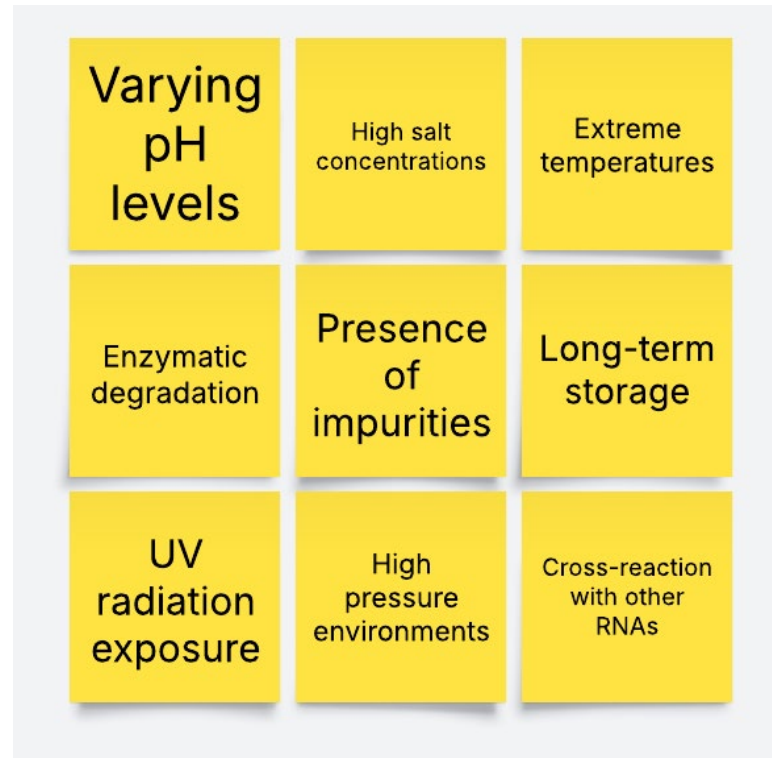 Varying
pH
levels
High salt
concentrations
Extreme
temperatures
Enzymatic
degradation
Presence
of
impurities
Long-term
storage
UV
radiation
exposure
High
pressure
environments
Cross-reaction
with other
RNAs